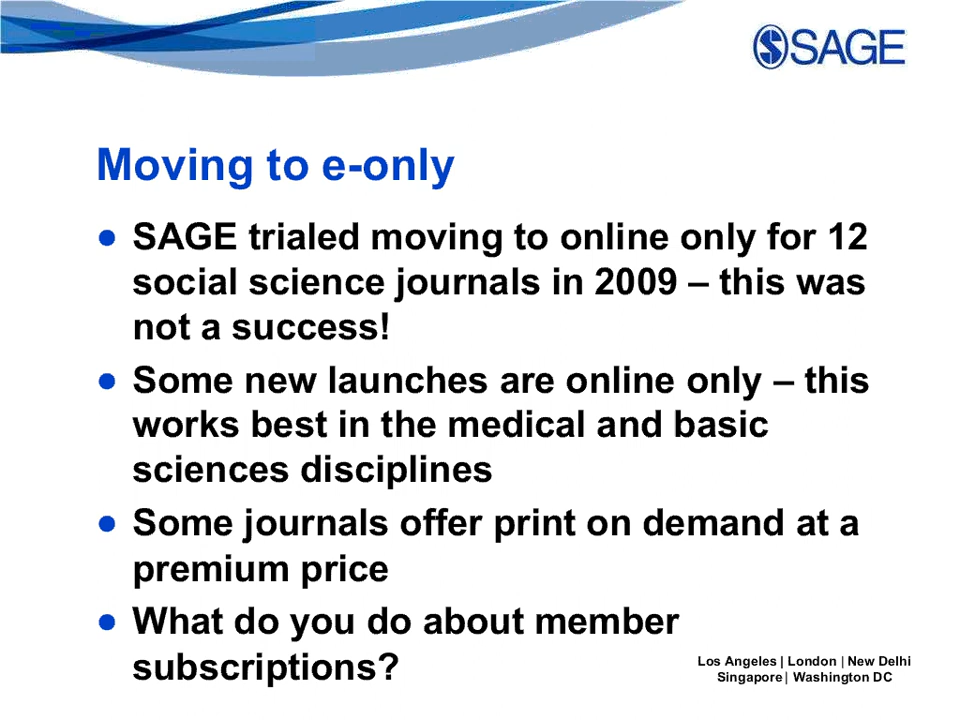 SAGE
Moving to e-only
● SAGE trialed moving to online only for 12
social science journals in 2009 – this was
not a success!
● Some new launches are online only – this
works best in the medical and basic
sciences disciplines
● Some journals offer print on demand at a
premium price
● What do you do about member
subscriptions?
Los Angeles | London | New Delhi
Singapore | Washington DC